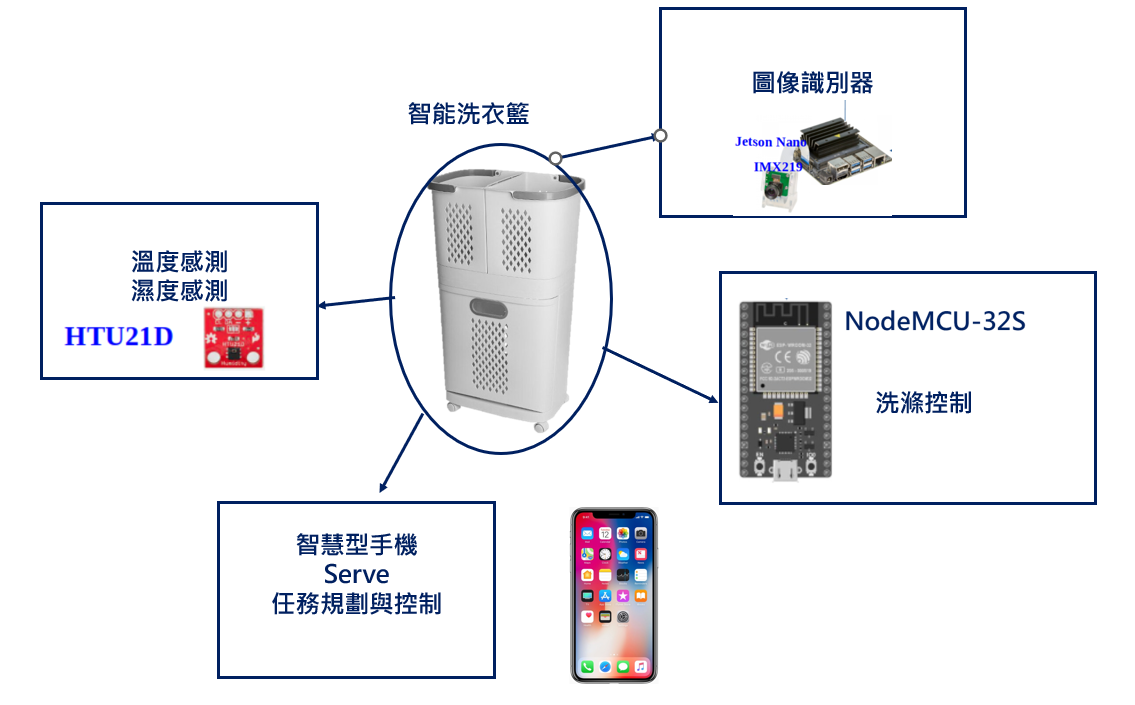 智能洗衣籃
圖像識別器
Jetson Nano
IMX219
溫度感測
濕度感測
HTU21D
NodeMCU-32S
洗滌控制
智慧型手機
Serve
任務規劃與控制